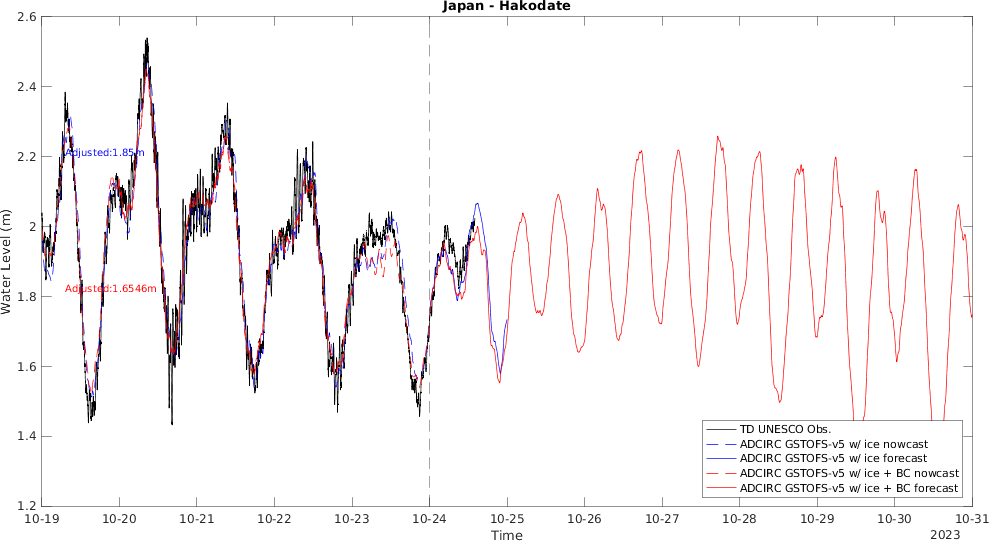 Japan - Hakodate
2.6
2.4
2.2
2
1.8
1.6
1.4
1.2
Water Level (m)
Adjusted:1.85m
Adjusted:1.6546m
TD UNESCO Obs.
ADCIRC GSTOFS-v5 w/ ice nowcast
ADCIRC GSTOFS-v5 w/ ice forecast
ADCIRC GSTOFS-v5 w/ ice + BC nowcast
ADCIRC GSTOFS-v5 w/ ice + BC forecast
10-19 10-20 10-21 10-22 10-23 10-24 10-25 10-26 10-27 10-28 10-29 10-30 10-31
Time
2023